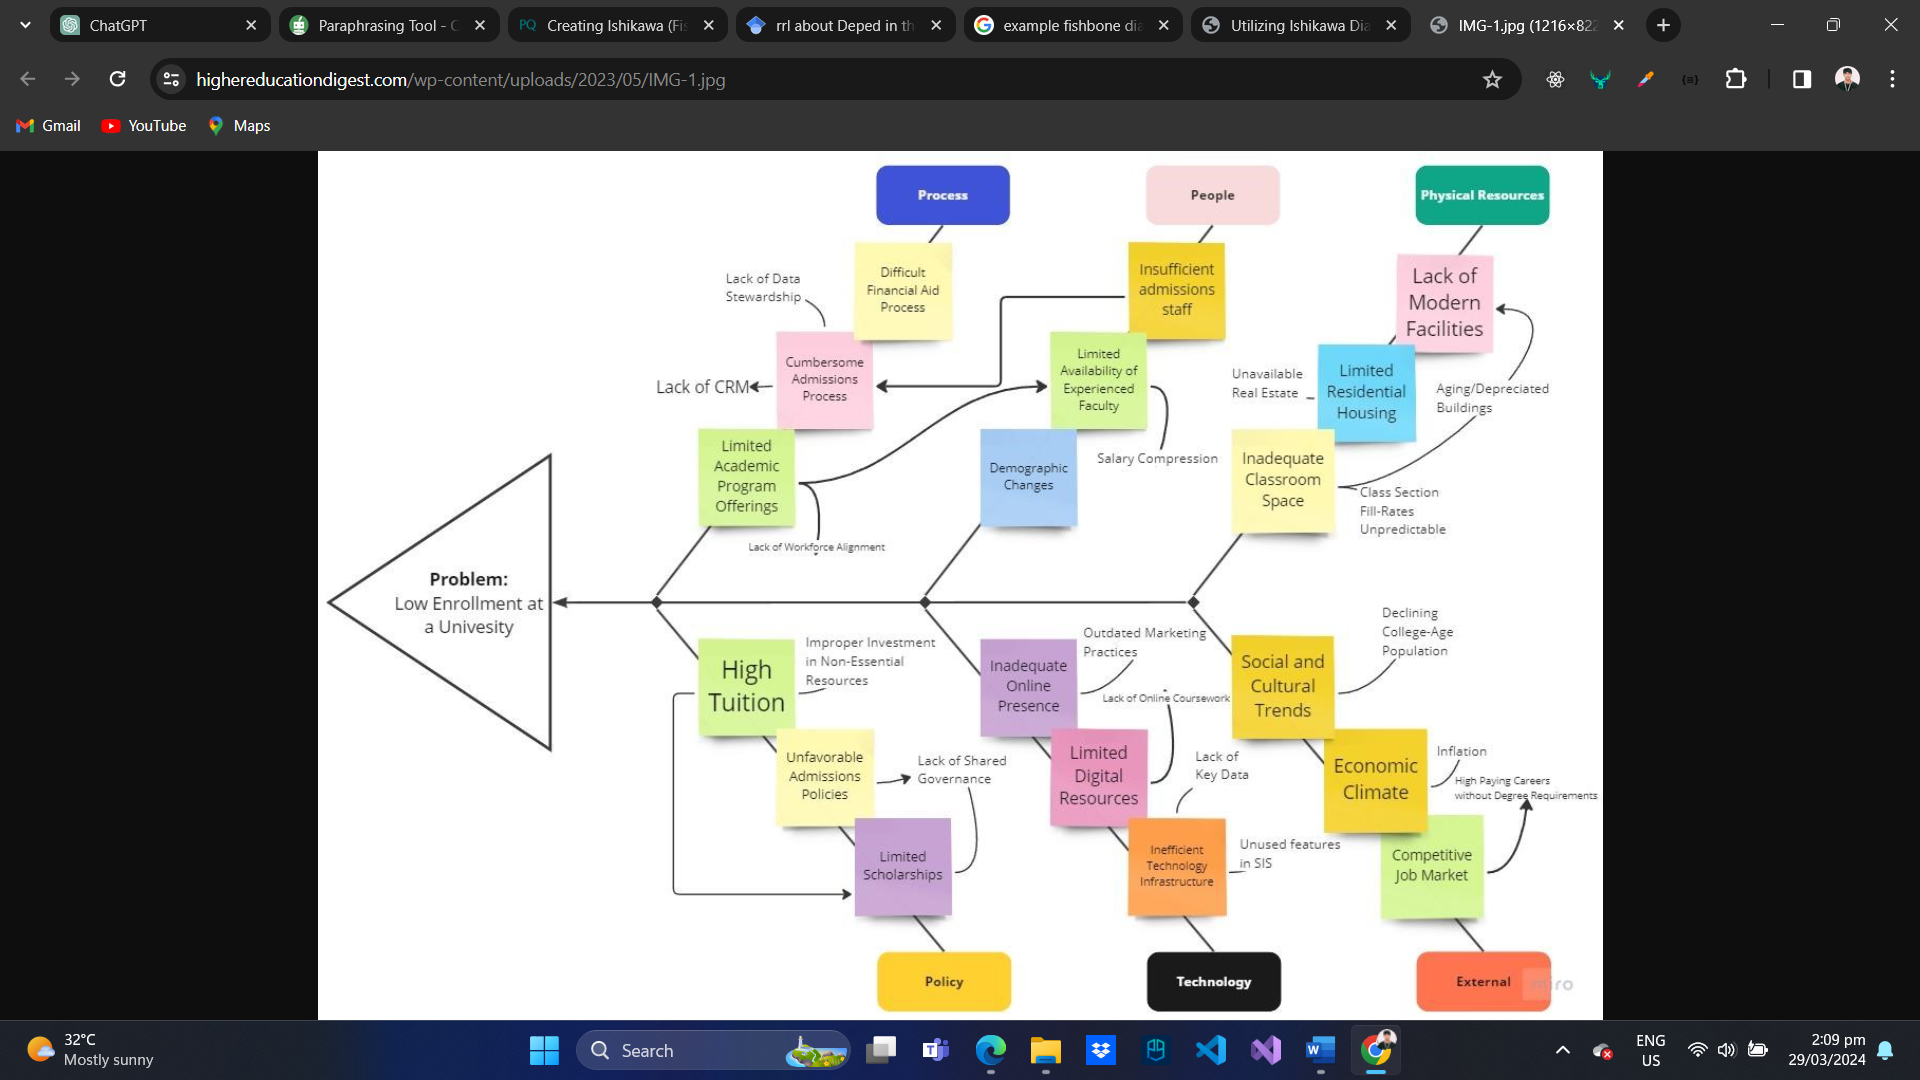 ChatGPT
Paraphrasing Tool - C
Creating Ishikawa (Fis
rrl about Deped in th
example fishbone dia
Utilizing Ishikawa Dia
IMG-1.jpg (1216×822
highereducationdigest.com/wp-content/uploads/2023/05/IMG-1.jpg
Gmail
YouTube
Maps
Process
People
Physical Resources
Lack of Data
Stewardship
Difficult
Financial Aid
Process
Insufficient
admissions
staff
Lack of
Modern
Facilities
Lack of CRM
Cumbersome
Admissions
Process
Limited
Availability of
Experienced
Faculty
Unavailable
Real Estate
Limited
Residential
Housing
Aging/Depreciated
Buildings
Limited
Academic
Program
Offerings
Lack of Workforce Alignment
Demographic
Changes
Salary Compression
Inadequate
Classroom
Space
Class Section
Fill-Rates
Unpredictable
Problem:
Low Enrollment at
a Univesity
High
Tuition
Improper Investment
in Non-Essential
Resources
Inadequate
Online
Presence
Outdated Marketing
Practices
Lack of Online Coursework
Social and
Cultural
Trends
Declining
College-Age
Population
Unfavorable
Admissions
Policies
Lack of Shared
Governance
Limited
Digital
Resources
Lack of
Key Data
Economic
Climate
Inflation
High Paying Careers
without Degree Requirements
Limited
Scholarships
Inefficient
Technology
Infrastructure
Unused features
in SIS
Competitive
Job Market
Policy
Technology
External
miro
32°C
Mostly sunny
Search
ENG
US
2:09 pm
29/03/2024